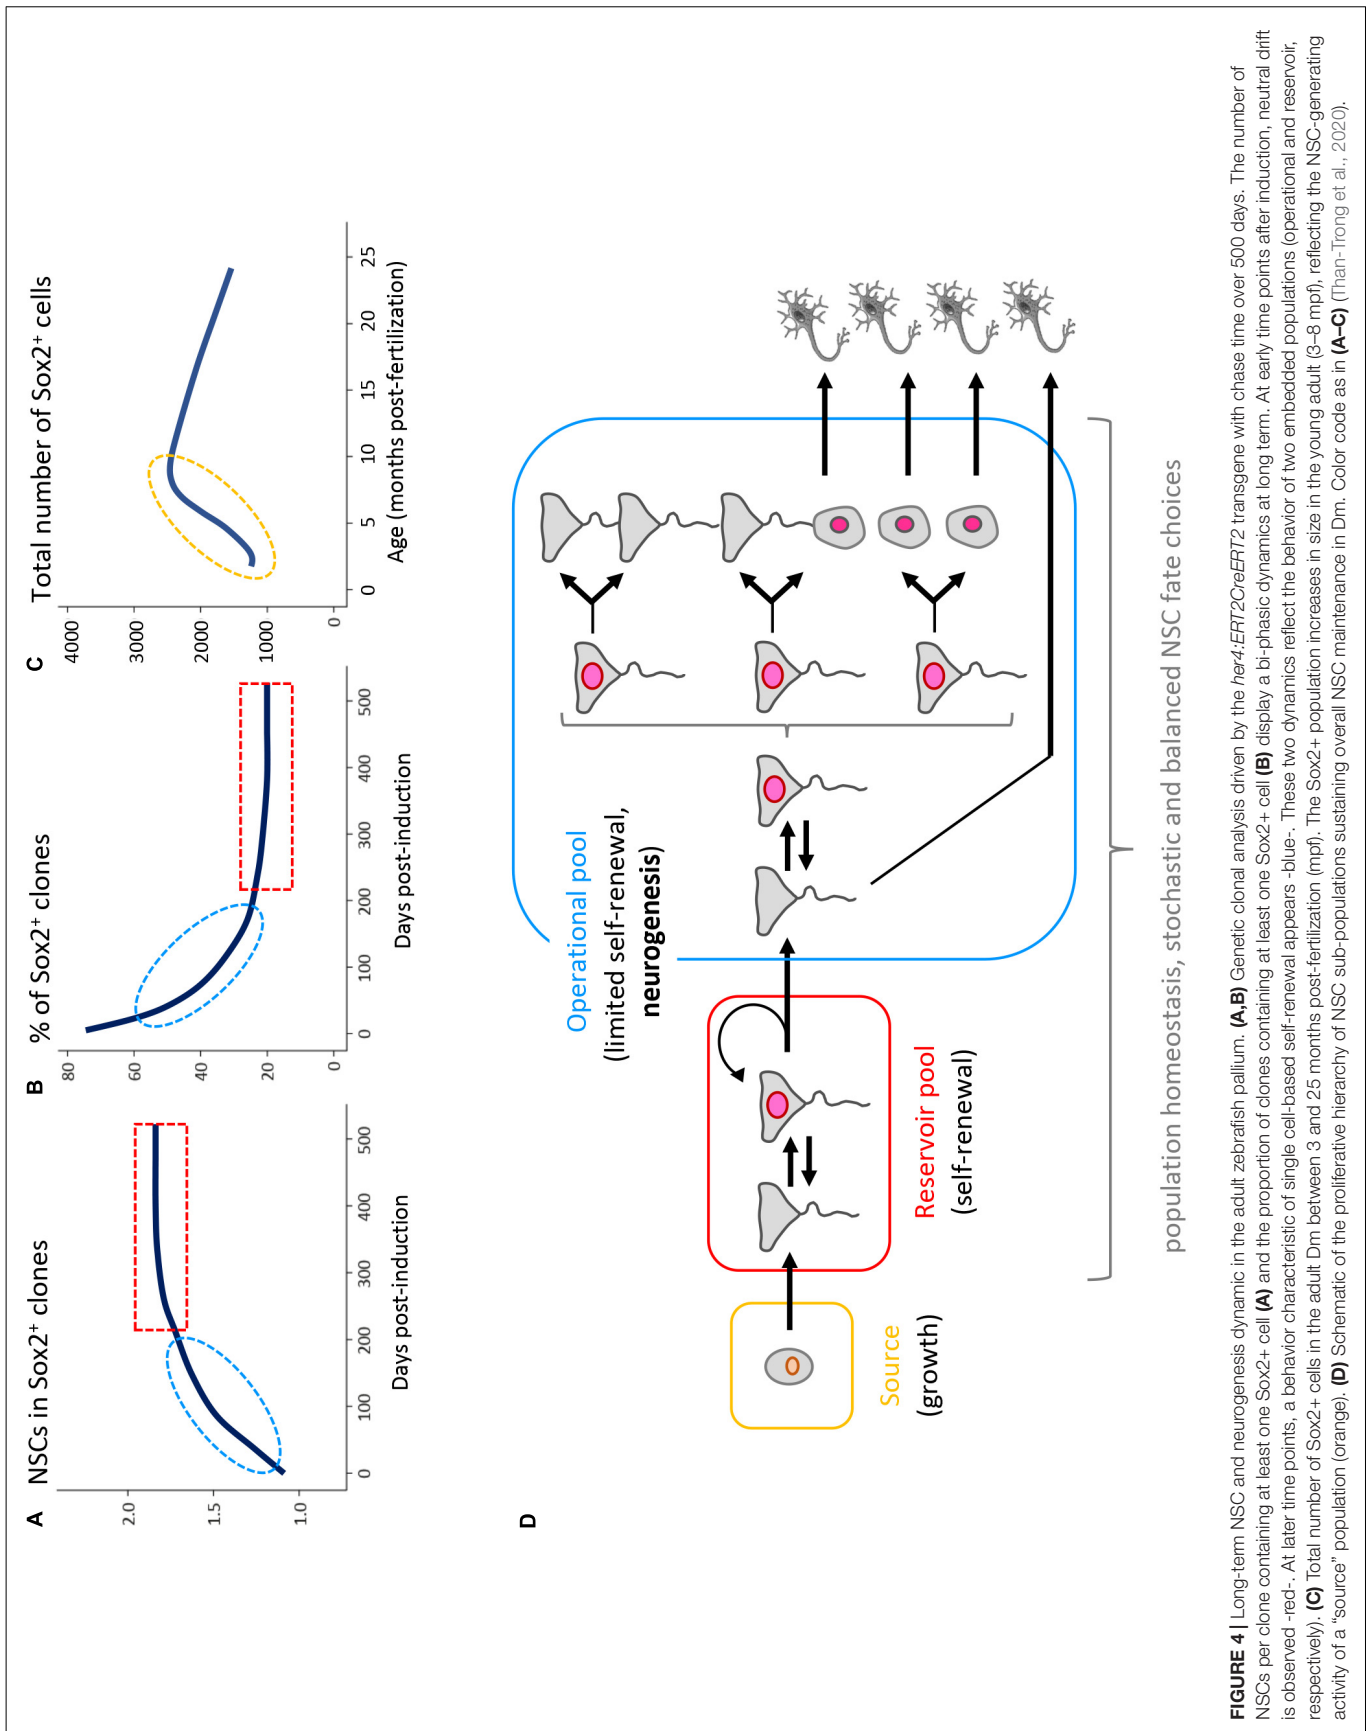 A
NSCs in Sox2⁺ clones
2.0
1.5
1.0
0
100
200
300
400
500
Days post-induction
B
% of Sox2⁺ clones
80
60
40
20
0
0
100
200
300
400
500
Days post-induction
C
Total number of Sox2⁺ cells
4000
3000
2000
1000
0
0
5
10
15
20
25
Age (months post-fertilization)
D
Source
(growth)
Reservoir pool
(self-renewal)
Operational pool
(limited self-renewal,
neurogenesis)
population homeostasis, stochastic and balanced NSC fate choices
FIGURE 4 | Long-term NSC and neurogenesis dynamic in the adult zebrafish pallium. (A,B) Genetic clonal analysis driven by the her4:ERT2CreERT2 transgene with chase time over 500 days. The number of
NSCs per clone containing at least one Sox2+ cell (A) and the proportion of clones containing at least one Sox2+ cell (B) display a bi-phasic dynamics at long term. At early time points after induction, neutral drift
is observed -red-. At later time points, a behavior characteristic of single cell-based self-renewal appears -blue-. These two dynamics reflect the behavior of two embedded populations (operational and reservoir,
respectively). (C) Total number of Sox2+ cells in the adult Dm between 3 and 25 months post-fertilization (mpf). The Sox2+ population increases in size in the young adult (3–8 mpf), reflecting the NSC-generating
activity of a “source” population (orange). (D) Schematic of the proliferative hierarchy of NSC sub-populations sustaining overall NSC maintenance in Dm. Color code as in (A–C) (Than-Trong et al., 2020).